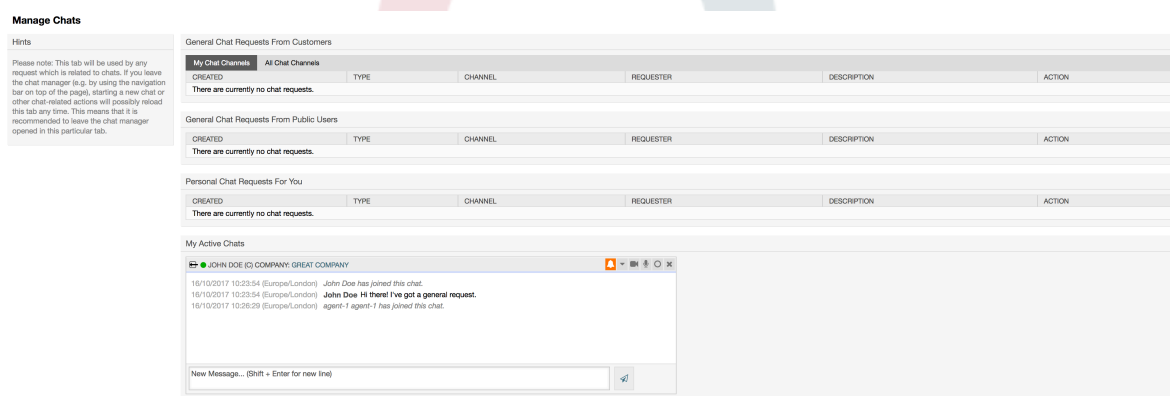 Manage Chats
Hints
Please note: This tab will be used by any
request which is related to chats. If you leave
the chat manager (e.g. by using the navigation
bar on top of the page), starting a new chat or
other chat-related actions will possibly reload
this tab any time. This means that it is
recommended to leave the chat manager
opened in this particular tab.
General Chat Requests From Customers
My Chat Channels All Chat Channels
CREATED TYPE CHANNEL REQUESTER DESCRIPTION ACTION
There are currently no chat requests.
General Chat Requests From Public Users
CREATED TYPE CHANNEL REQUESTER DESCRIPTION ACTION
There are currently no chat requests.
Personal Chat Requests For You
CREATED TYPE CHANNEL REQUESTER DESCRIPTION ACTION
There are currently no chat requests.
My Active Chats
JOHN DOE (C) COMPANY: GREAT COMPANY
16/10/2017 10:23:54 (Europe/London) John Doe has joined this chat.
16/10/2017 10:23:54 (Europe/London) John Doe Hi there! I've got a general request.
16/10/2017 10:26:29 (Europe/London) agent-1 agent-1 has joined this chat.
New Message... (Shift + Enter for new line)